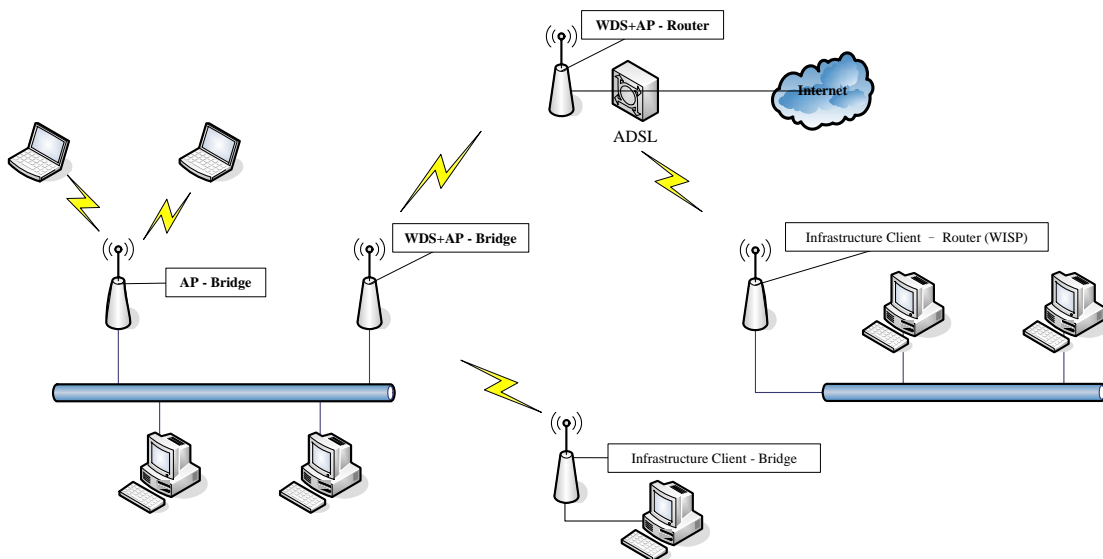 WDS+AP - Router
Internet
ADSL
WDS+AP - Bridge
Infrastructure Client – Router (WISP)
AP - Bridge
Infrastructure Client - Bridge